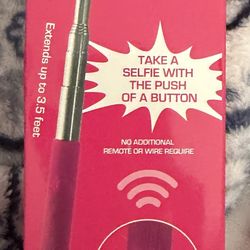 TAKE A
SELFIE WITH
THE PUSH
OF A BUTTON
Extends up to 3.5 feet
NO ADDITIONAL
REMOTE OR WIRE REQUIRE